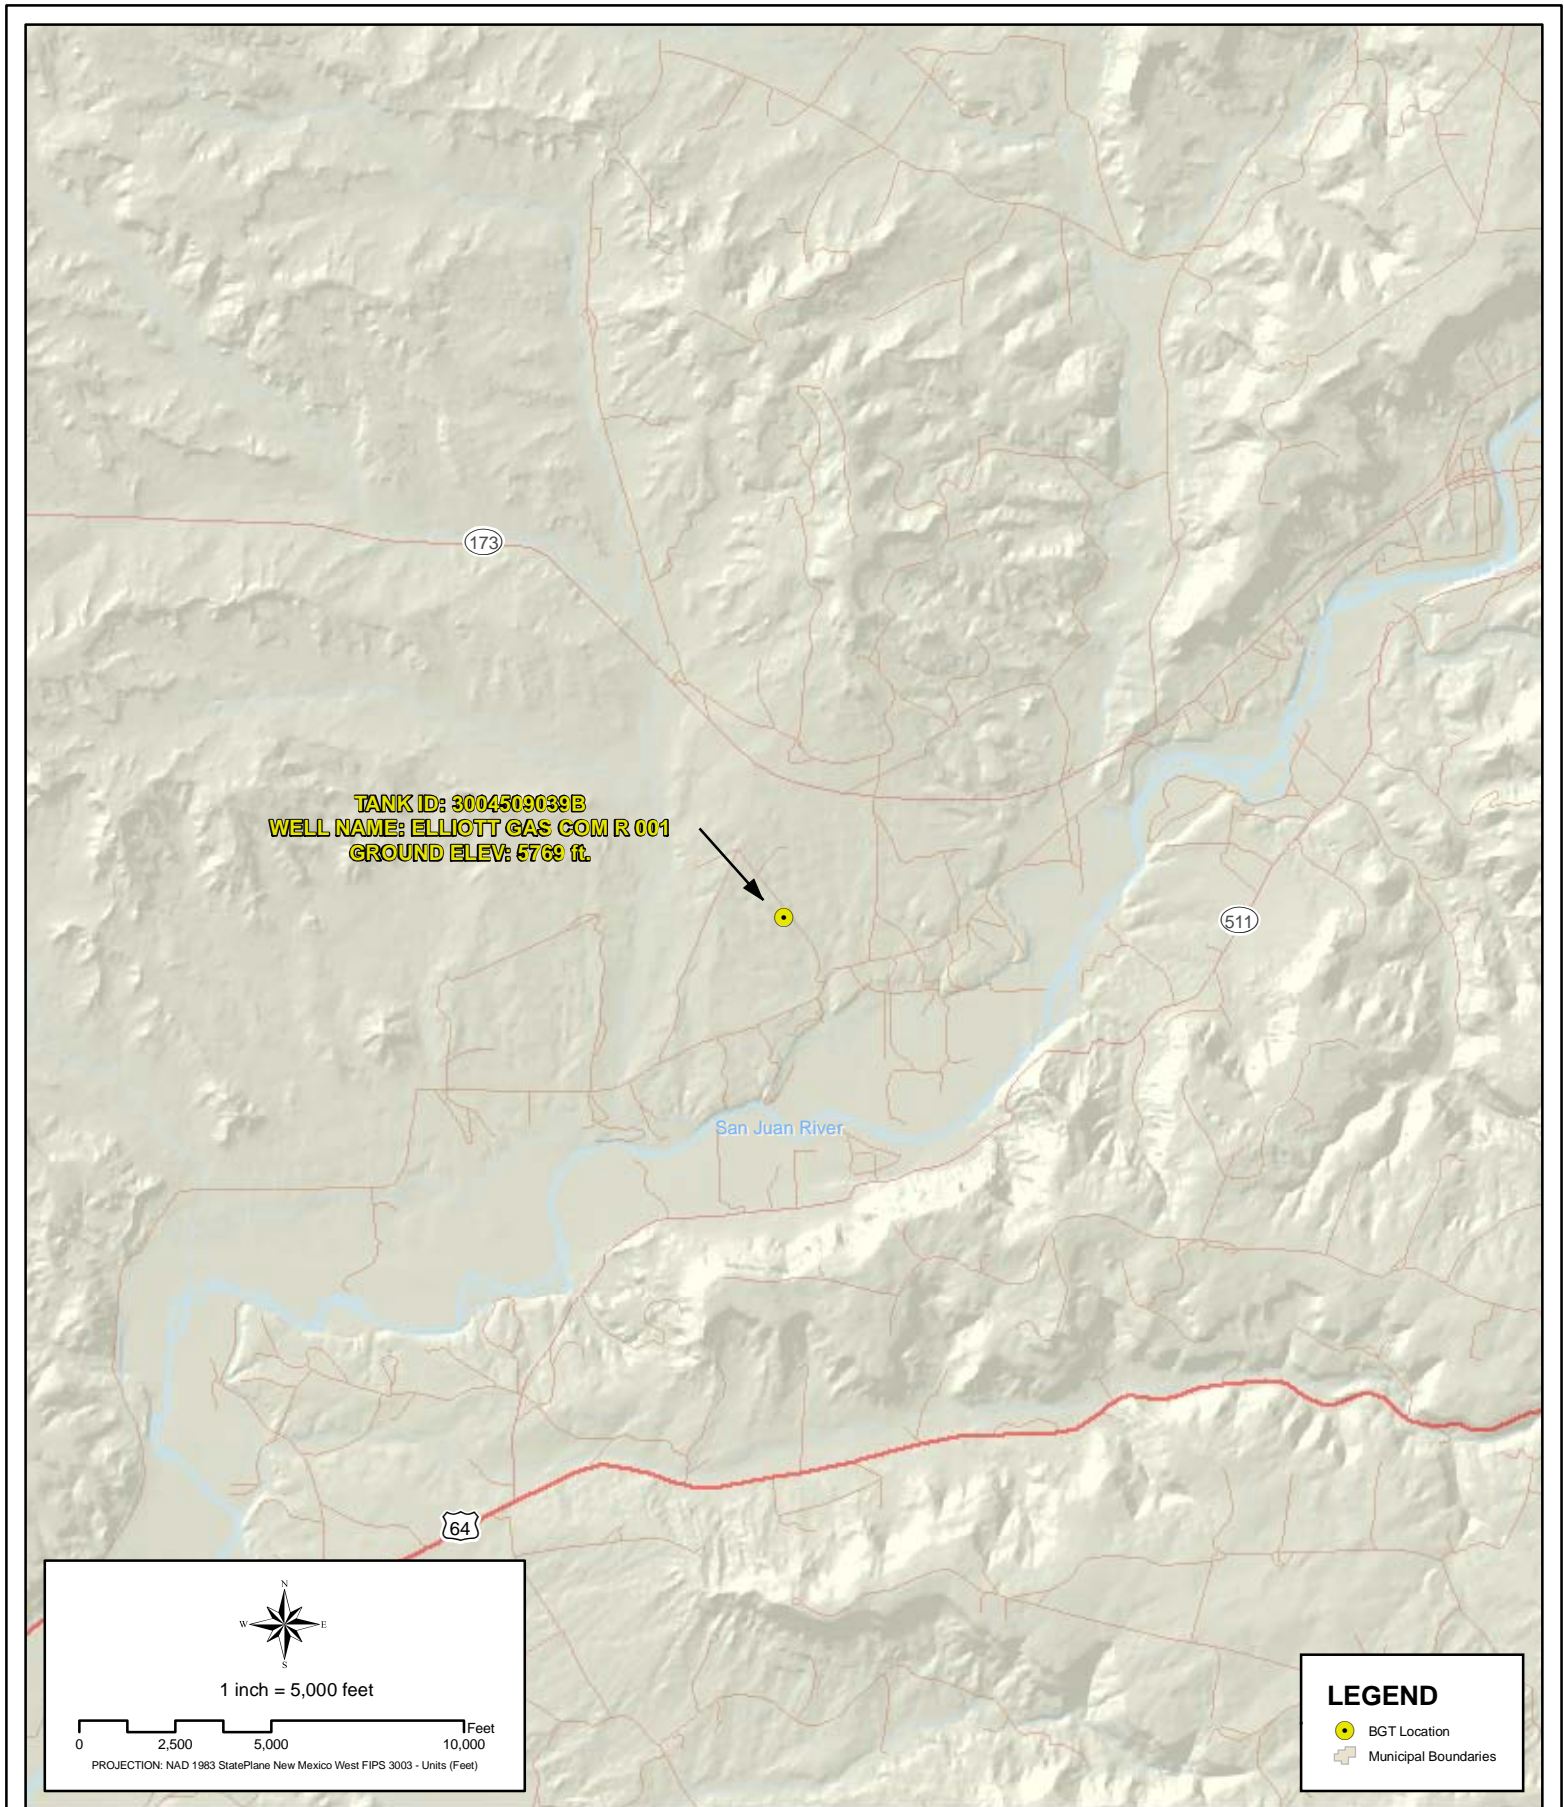 173
TANK ID: 3004509039B
WELL NAME: ELLIOTT GAS COM R 001
GROUND ELEV: 5769 ft.
511
San Juan River
64
N
W
E
S
1 inch = 5,000 feet
Feet
0 2,500 5,000 10,000
PROJECTION: NAD 1983 StatePlane New Mexico West FIPS 3003 - Units (Feet)
LEGEND
BGT Location
Municipal Boundaries